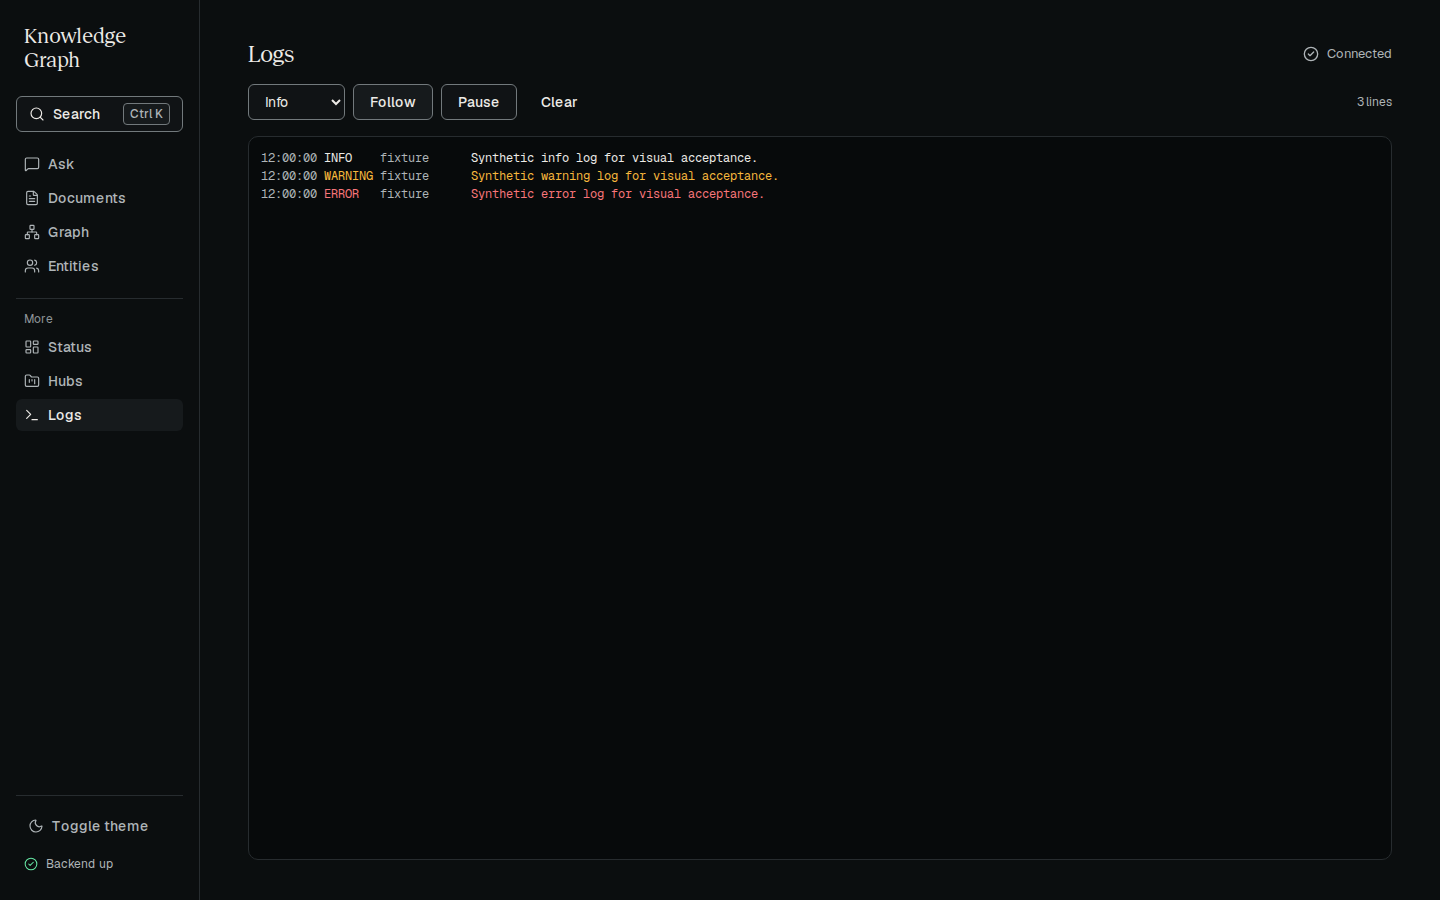 Knowledge
Graph
Search Ctrl K
Ask
Documents
Graph
Entities
More
Status
Hubs
Logs
Toggle theme
Backend up
Logs
Connected
Info Follow Pause Clear 3 lines
12:00:00 INFO fixture Synthetic info log for visual acceptance.
12:00:00 WARNING fixture Synthetic warning log for visual acceptance.
12:00:00 ERROR fixture Synthetic error log for visual acceptance.